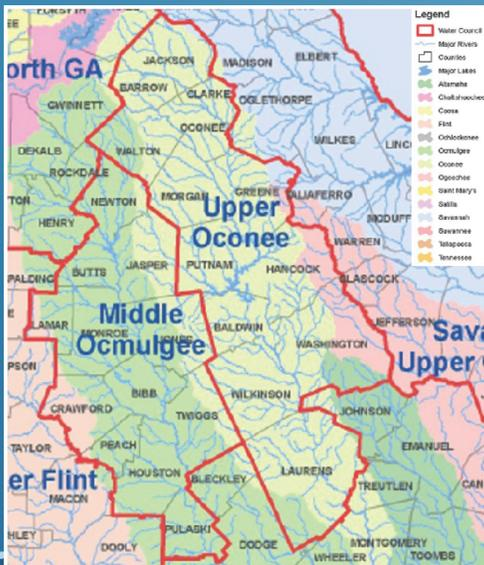 FORSYTH
orth GA
JACKSON
MADISON
ELBERT
BARROW
CLARKE
OGLETHORPE
GWINNETT
OCONEE
WILKES
LINC
DEKALB
WALTON
ROCKDALE
MORGAN
GREENE
TALIAFERRO
NEWTON
Upper
Oconee
HENRY
MCDUFF
WARREN
JASPER
PUTNAM
HANCOCK
GLASCOCK
PALDING
BUTTS
Middle
Ocmulgee
LAMAR
MONROE
JONES
BALDWIN
JEFFERSON
Sava
Upper
WASHINGTON
PSON
BIBB
WILKINSON
CRAWFORD
TWIGGS
JOHNSON
TAYLOR
PEACH
EMANUEL
er Flint
HOUSTON
BLECKLEY
LAURENS
TREUTLEN
CAN
MACON
PULASKI
HLEY
DOOLY
DODGE
MONTGOMERY
WHEELER
TOOMBS
Legend
Water Council
Major Rivers
Counties
Major Lakes
Altamaha
Chattahoochee
Coosa
Flint
Ochlockonee
Ocmulgee
Oconee
Ogeechee
Saint Mary's
Satilla
Savannah
Suwannee
Tallapoosa
Tennessee